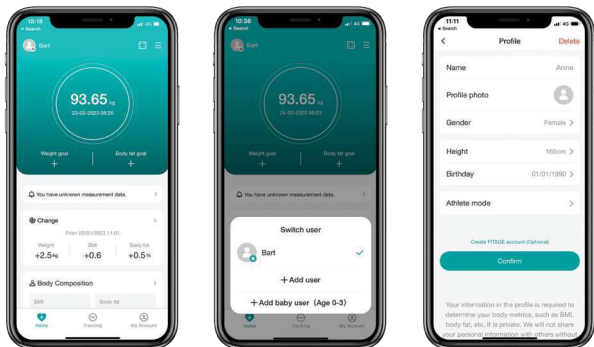 18:18
4G
Search
Bart
93.65 kg
23-02-2023 08:26
Weight goal
Body fat goal
+
+
You have unknown measurement data.
Change
From 05/01/2023 11:01
Weight
BMI
Body fat
+2.5kg
+0.6
+0.5%
Body Composition
BMI
Body fat
Home
Tracking
My Account
10:38
4G
Search
Bart
93.65 kg
Weight goal
Body fat goal
+
+
You have unknown measurement data.
Switch user
Bart
+ Add user
+ Add baby user (Age 0-3)
Home
Tracking
My Account
11:11
4G
Search
Profile
Delete
Name
Anne
Profile photo
Gender
Female
Height
165cm
Birthday
01/01/1990
Athlete mode
Create FITAGE account (Optional)
Confirm
Your information in the profile is required to
determine your body metrics, such as BMI,
body fat, etc. It is private. We will not share
your personal information with others without